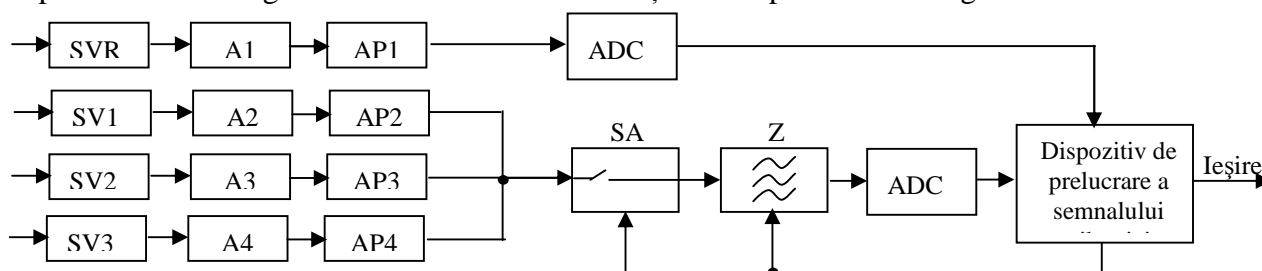 SVR A1 AP1 ADC
SV1 A2 AP2
SA Z
SV2 A3 AP3 ADC Dispozitiv de prelucrare a semnalului Ieşire
SV3 A4 AP4